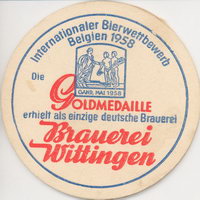 Internationaler Bierwettbewerb
Belgien 1958
GAND, MAI 1958
Die
GOLDMEDAILLE
erhielt als einzige deutsche Brauerei
Brauerei
Wittingen